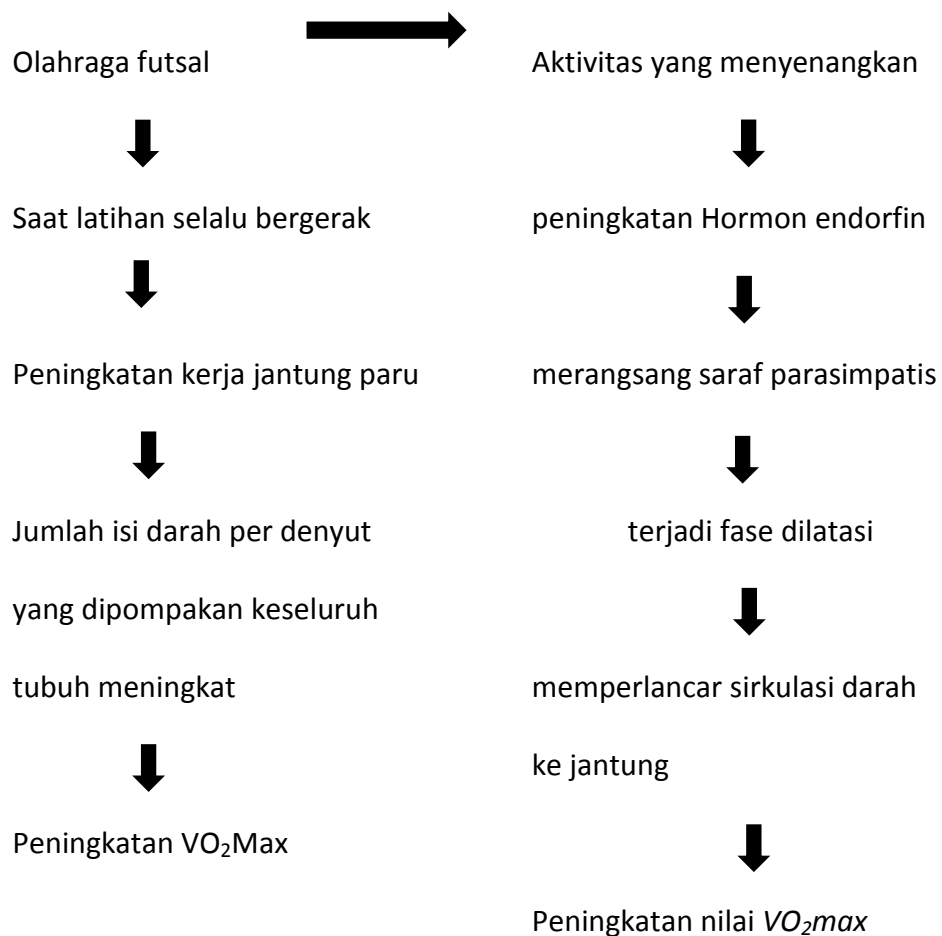 Olahraga futsal
Saat latihan selalu bergerak
Peningkatan kerja jantung paru
Jumlah isi darah per denyut
yang dipompakan keseluruh
tubuh meningkat
Peningkatan VO₂Max
Aktivitas yang menyenangkan
peningkatan Hormon endorfin
merangsang saraf parasimpatis
terjadi fase dilatasi
memperlancar sirkulasi darah
ke jantung
Peningkatan nilai VO₂max